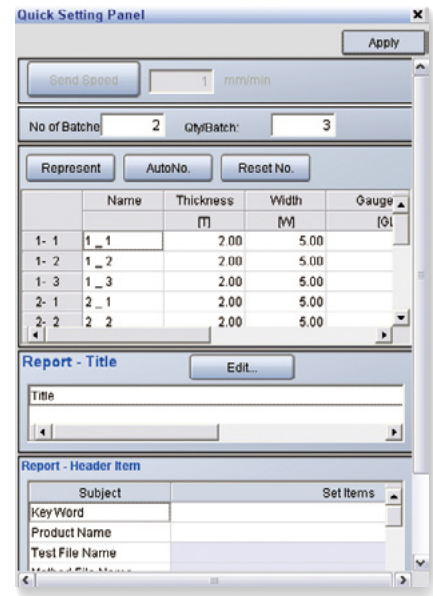 Quick Setting Panel
Apply
Send Speed 1 mm/min
No of Batche 2 Qty/Batch: 3
Represent AutoNo. Reset No.
Name Thickness Width Gauge
[T] [W] [GL
1- 1 1 _ 1 2.00 5.00
1- 2 1 _ 2 2.00 5.00
1- 3 1 _ 3 2.00 5.00
2- 1 2 _ 1 2.00 5.00
2- 2 2 2 2.00 5.00
Report - Title Edit...
Title
Report - Header Item
Subject Set Items
Key Word
Product Name
Test File Name
Method File Name